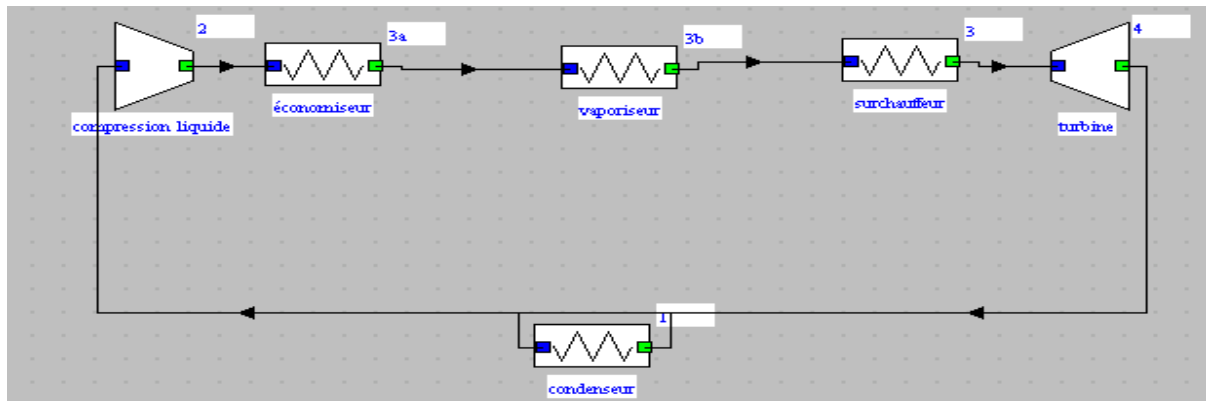 2
3a
3b
3
4
économiseur
vaporiseur
surchauffeur
compression liquide
turbine
1
condenseur